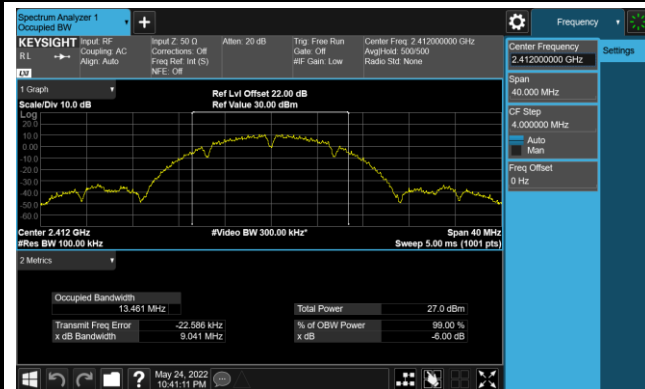 Spectrum Analyzer 1
Occupied BW
+
Frequency
KEYSIGHT
R L
LXI
Input: RF
Coupling: AC
Align: Auto
Input Z: 50 Ω
Corrections: Off
Freq Ref: Int (S)
NFE: Off
Atten: 20 dB
Trig: Free Run
Gate: Off
#IF Gain: Low
Center Freq: 2.412000000 GHz
Avg|Hold: 500/500
Radio Std: None
Center Frequency
2.412000000 GHz
Settings
Span
40.000 MHz
CF Step
4.000000 MHz
Auto
Man
Freq Offset
0 Hz
1 Graph
Scale/Div 10.0 dB
Ref Lvl Offset 22.00 dB
Ref Value 30.00 dBm
Log
20.0
10.0
0.00
-10.0
-20.0
-30.0
-40.0
-50.0
-60.0
Center 2.412 GHz
#Res BW 100.00 kHz
#Video BW 300.00 kHz*
Span 40 MHz
Sweep 5.00 ms (1001 pts)
2 Metrics
Occupied Bandwidth
13.461 MHz
Transmit Freq Error -22.586 kHz
x dB Bandwidth 9.041 MHz
Total Power 27.0 dBm
% of OBW Power 99.00 %
x dB -6.00 dB
?
May 24, 2022
10:41:11 PM